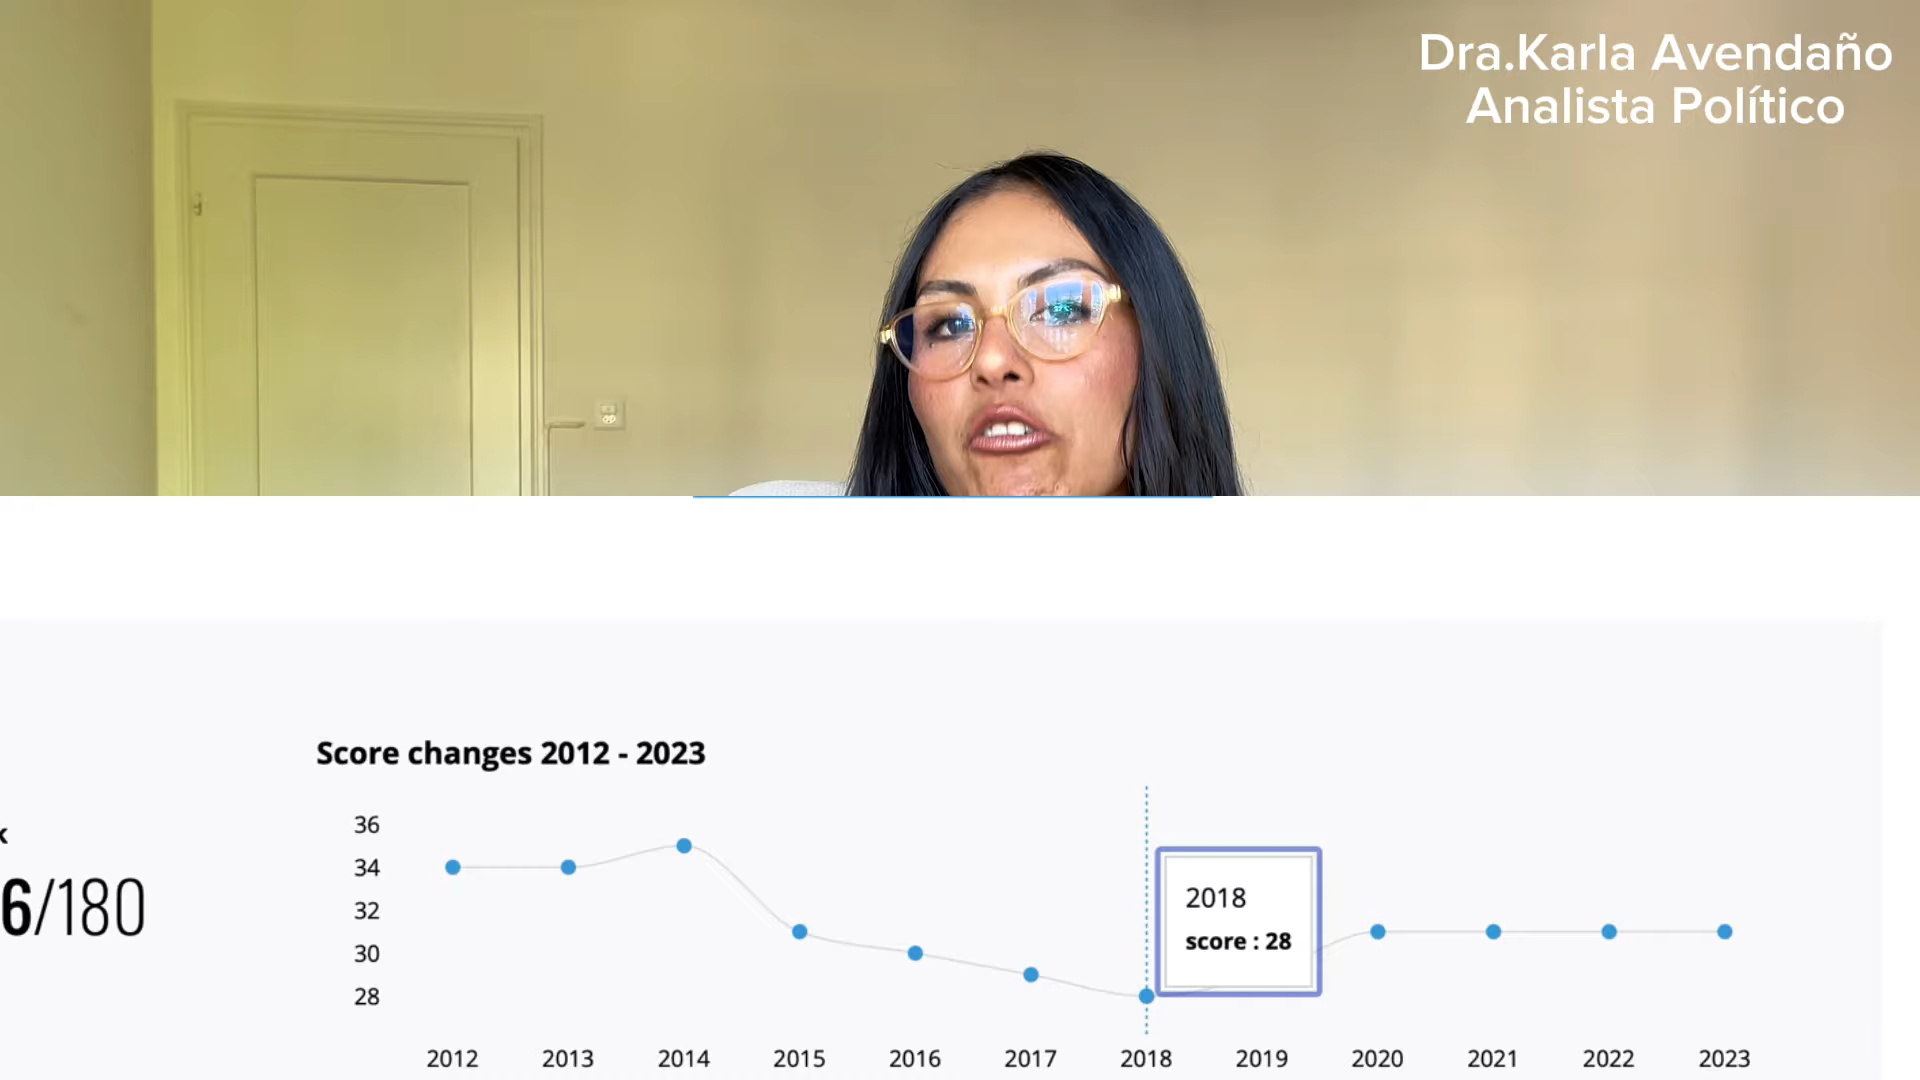 Dra.Karla Avendaño
Analista Político
Score changes 2012 - 2023
36
34
32
30
28
6/180
2018
score : 28
2012 2013 2014 2015 2016 2017 2018 2019 2020 2021 2022 2023